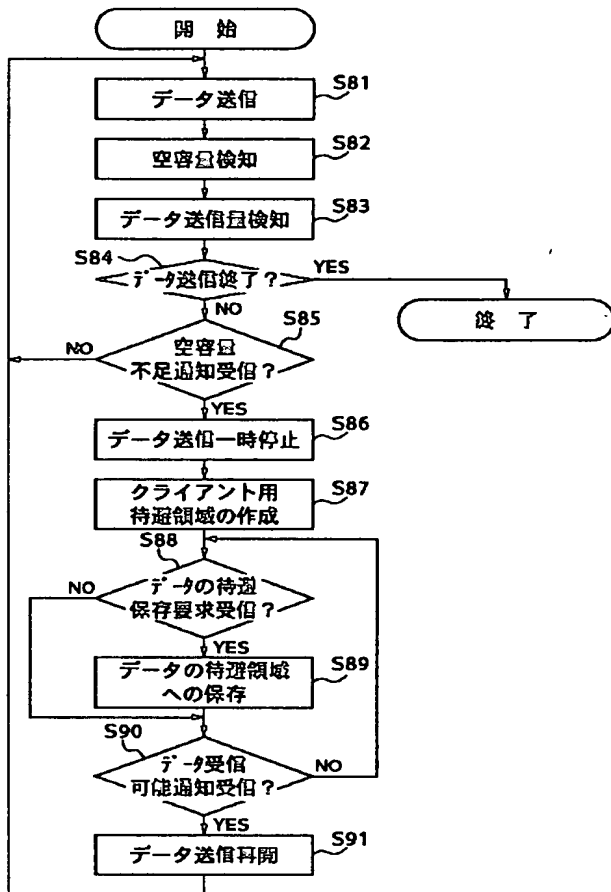 開 始
データ送信
S81
空容量検知
S82
データ送信量検知
S83
S84
データ送信終了?
YES
NO
終 了
S85
空容量
不足通知受信?
NO
YES
データ送信一時停止
S86
クライアント用
待避領域の作成
S87
S88
データの待避
保存要求受信?
NO
YES
データの待避領域
への保存
S89
S90
データ受信
可能通知受信?
NO
YES
データ送信再開
S91